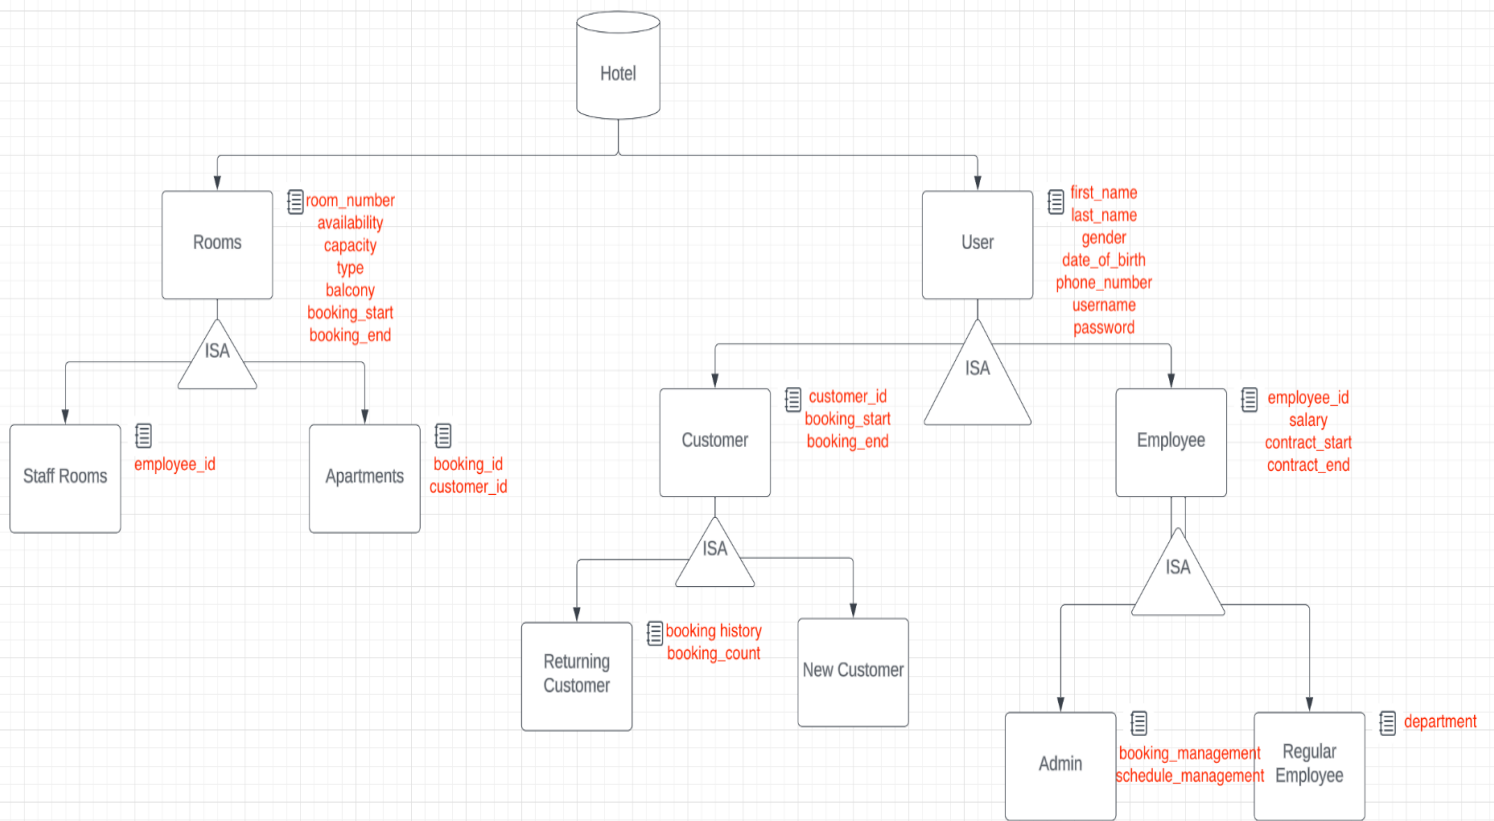 Hotel
Rooms
room_number
availability
capacity
type
balcony
booking_start
booking_end
User
first_name
last_name
gender
date_of_birth
phone_number
username
password
ISA
ISA
Staff Rooms
employee_id
Apartments
booking_id
customer_id
Customer
customer_id
booking_start
booking_end
Employee
employee_id
salary
contract_start
contract_end
ISA
ISA
Returning
Customer
booking history
booking_count
New Customer
Admin
booking_management
schedule_management
Regular
Employee
department